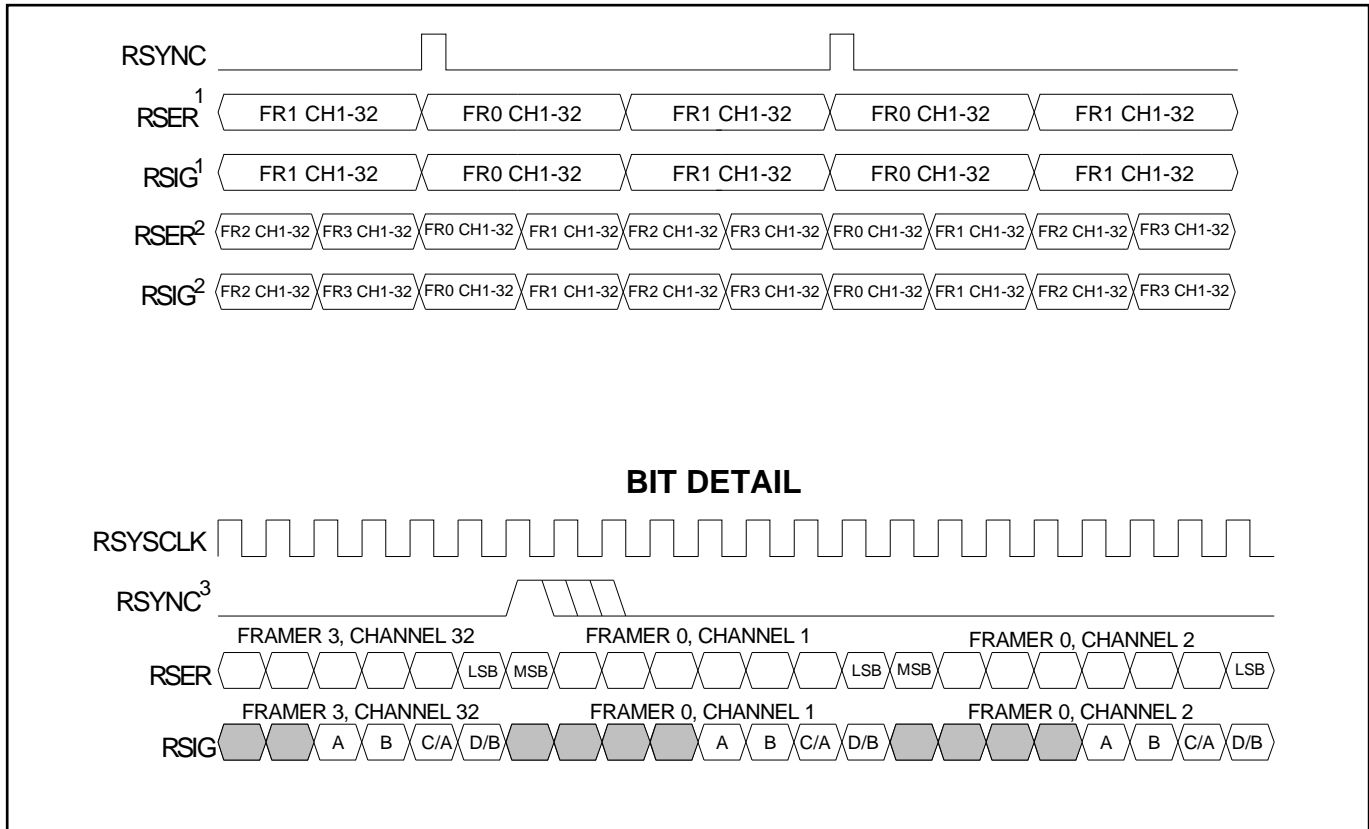 RSYNC
RSER1 FR1 CH1-32 FR0 CH1-32 FR1 CH1-32 FR0 CH1-32 FR1 CH1-32
RSIG1 FR1 CH1-32 FR0 CH1-32 FR1 CH1-32 FR0 CH1-32 FR1 CH1-32
RSER2 FR2 CH1-32 FR3 CH1-32 FR0 CH1-32 FR1 CH1-32 FR2 CH1-32 FR3 CH1-32 FR0 CH1-32 FR1 CH1-32 FR2 CH1-32 FR3 CH1-32
RSIG2 FR2 CH1-32 FR3 CH1-32 FR0 CH1-32 FR1 CH1-32 FR2 CH1-32 FR3 CH1-32 FR0 CH1-32 FR1 CH1-32 FR2 CH1-32 FR3 CH1-32
BIT DETAIL
RSYSCLK
RSYNC3
FRAMER 3, CHANNEL 32 FRAMER 0, CHANNEL 1 FRAMER 0, CHANNEL 2
RSER LSB MSB LSB MSB LSB
FRAMER 3, CHANNEL 32 FRAMER 0, CHANNEL 1 FRAMER 0, CHANNEL 2
RSIG A B C/A D/B A B C/A D/B A B C/A D/B